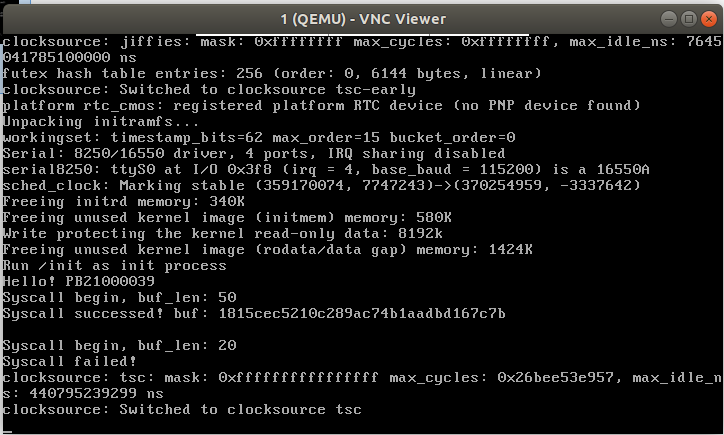 1 (QEMU) - VNC Viewer
clocksource: jiffies: mask: 0xffffffff max_cycles: 0xffffffff, max_idle_ns: 7645
041785100000 ns
futex hash table entries: 256 (order: 0, 6144 bytes, linear)
clocksource: Switched to clocksource tsc-early
platform rtc_cmos: registered platform RTC device (no PNP device found)
Unpacking initramfs...
workingset: timestamp_bits=62 max_order=15 bucket_order=0
Serial: 8250/16550 driver, 4 ports, IRQ sharing disabled
serial8250: ttyS0 at I/O 0x3f8 (irq = 4, base_baud = 115200) is a 16550A
sched_clock: Marking stable (359170074, 7747243)->(370254959, -3337642)
Freeing initrd memory: 340K
Freeing unused kernel image (initmem) memory: 580K
Write protecting the kernel read-only data: 8192k
Freeing unused kernel image (rodata/data gap) memory: 1424K
Run /init as init process
Hello! PB21000039
Syscall begin, buf_len: 50
Syscall successed! buf: 1815cec5210c289ac74b1aadbd167c7b
Syscall begin, buf_len: 20
Syscall failed!
clocksource: tsc: mask: 0xffffffffffffffff max_cycles: 0x26bee53e957, max_idle_n
s: 440795239299 ns
clocksource: Switched to clocksource tsc